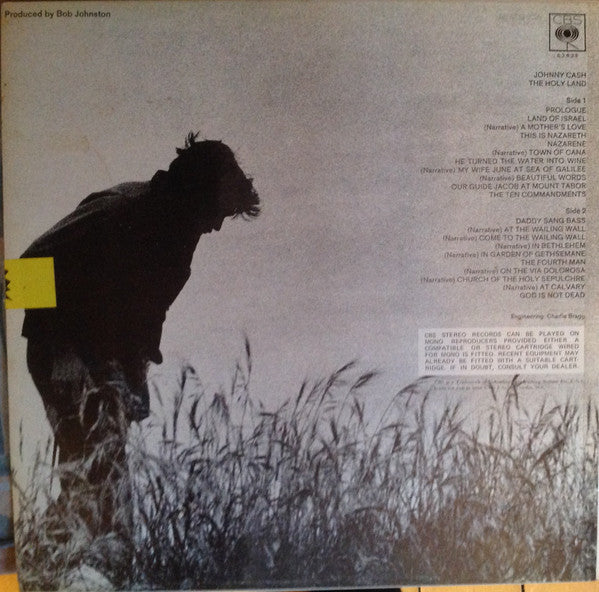 Produced by Bob Johnston
CBS
JOHNNY CASH
THE HOLY LAND
Side 1
PROLOGUE
LAND OF ISRAEL
(Narrative) A MOTHER'S LOVE
THIS IS NAZARETH
NAZARENE
(Narrative) TOWN OF CANA
HE TURNED THE WATER INTO WINE
(Narrative) MY WIFE JUNE AT SEA OF GALILEE
(Narrative) BEAUTIFUL WORDS
OUR GUIDE JACOB AT MOUNT TABOR
THE TEN COMMANDMENTS
Side 2
DADDY SANG BASS
(Narrative) AT THE WAILING WALL
(Narrative) COME TO THE WAILING WALL
(Narrative) IN BETHLEHEM
(Narrative) IN GARDEN OF GETHSEMANE
THE FOURTH MAN
(Narrative) ON THE VIA DOLOROSA
(Narrative) CHURCH OF THE HOLY SEPULCHRE
(Narrative) AT CALVARY
GOD IS NOT DEAD
Engineering: Charlie Bragg
CBS STEREO RECORDS CAN BE PLAYED ON
MONO REPRODUCERS PROVIDED EITHER A
COMPATIBLE OR STEREO CARTRIDGE WIRED
FOR MONO IS FITTED. RECENT EQUIPMENT MAY
ALREADY BE FITTED WITH A SUITABLE CART-
RIDGE. IF IN DOUBT, CONSULT YOUR DEALER.